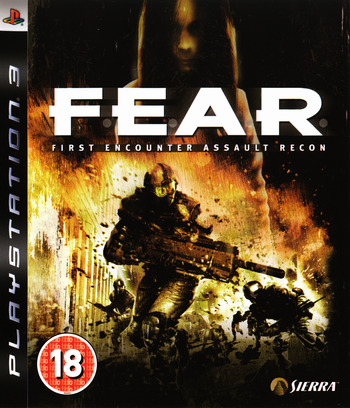 PLAYSTATION 3
F.E.A.R.
FIRST ENCOUNTER ASSAULT RECON
18
SIERRA